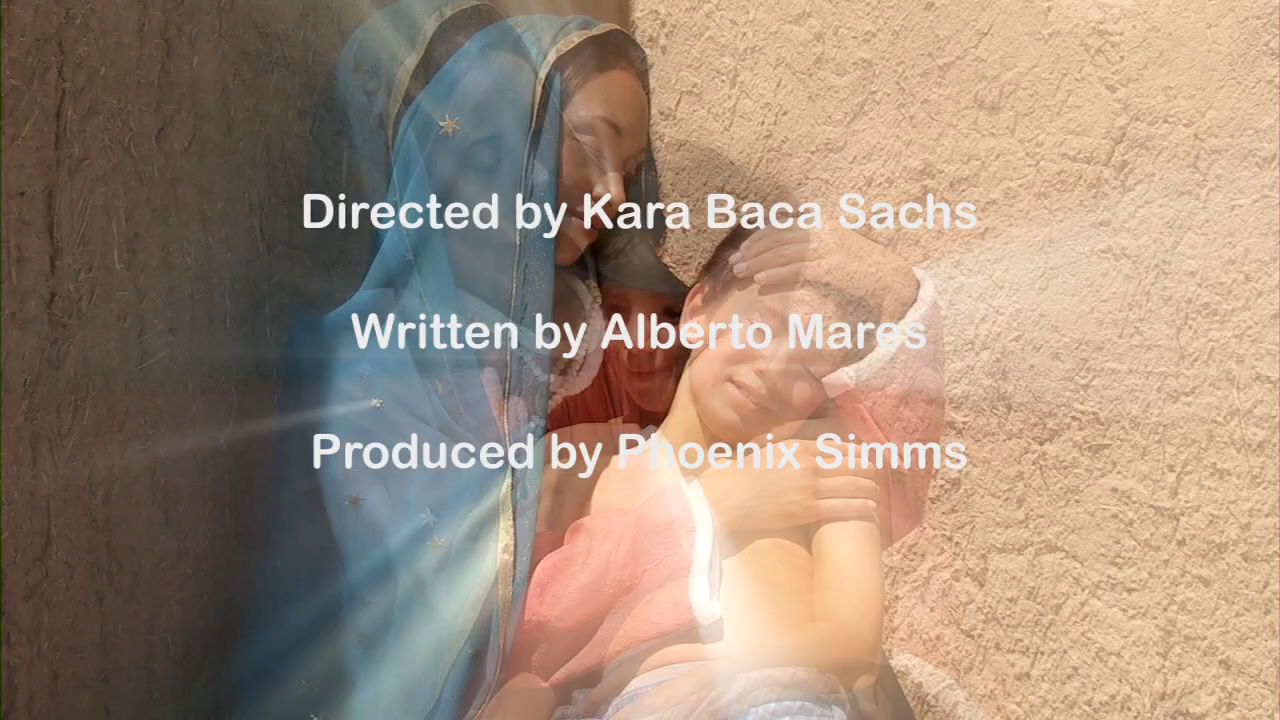 Directed by Kara Baca Sachs
Written by Alberto Mares
Produced by Phoenix Simms